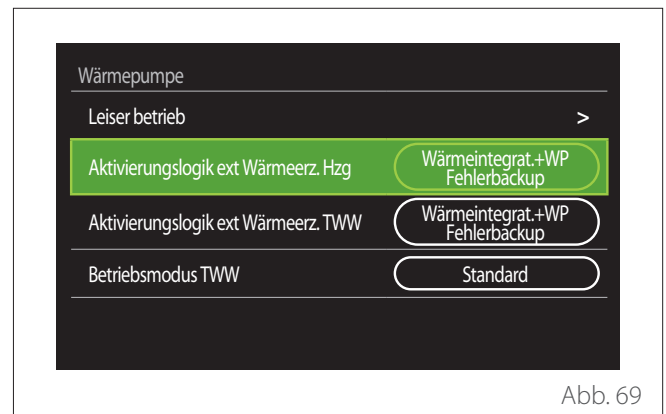 Wärmepumpe
Leiser betrieb >
Aktivierungslogik ext Wärmeerz. Hzg
Wärmeintegrat.+WP
Fehlerbackup
Aktivierungslogik ext Wärmeerz. TWW
Wärmeintegrat.+WP
Fehlerbackup
Betriebsmodus TWW
Standard
Abb. 69